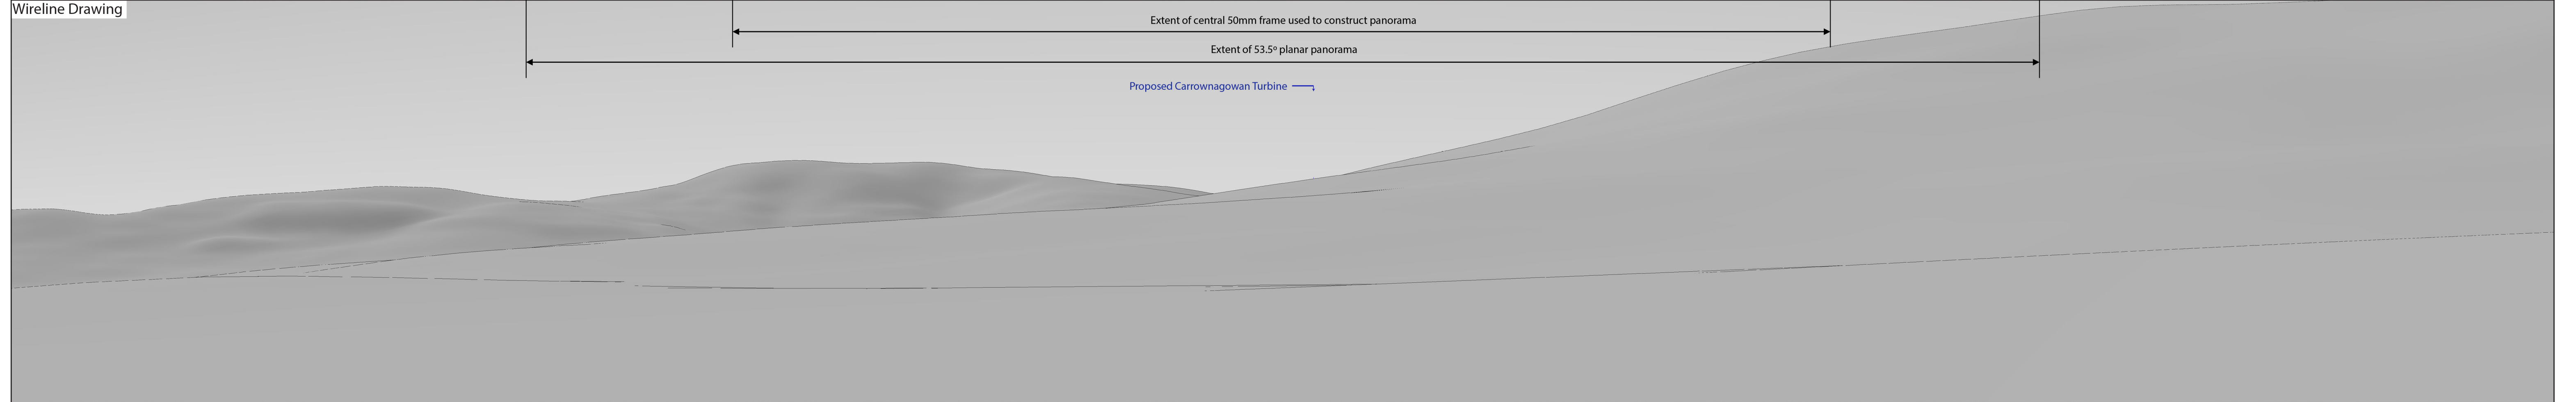 Wireline Drawing
Extent of central 50mm frame used to construct panorama
Extent of 53.5º planar panorama
Proposed Carrownagowan Turbine